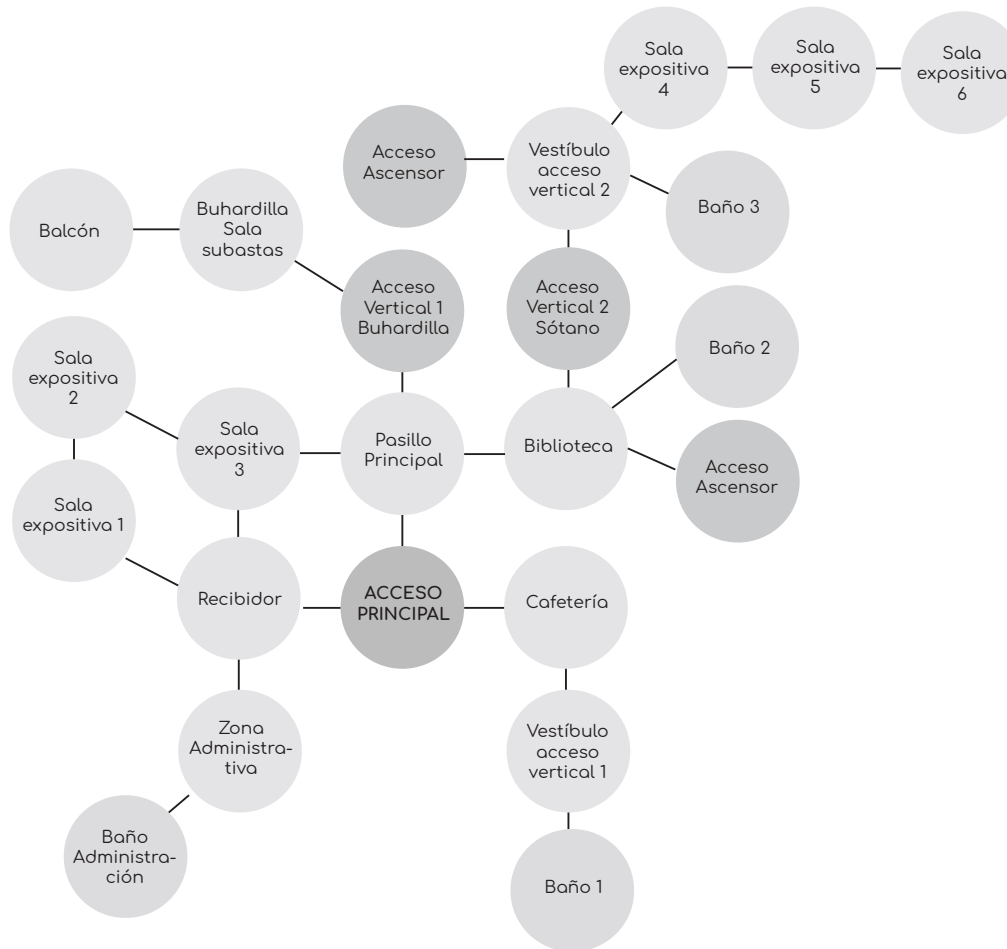 Sala
expositiva
4
Sala
expositiva
5
Sala
expositiva
6
Acceso
Ascensor
Vestíbulo
acceso
vertical 2
Baño 3
Balcón
Buhardilla
Sala
subastas
Acceso
Vertical 1
Buhardilla
Acceso
Vertical 2
Sótano
Baño 2
Sala
expositiva
2
Sala
expositiva
3
Pasillo
Principal
Biblioteca
Acceso
Ascensor
Sala
expositiva 1
Recibidor
ACCESO
PRINCIPAL
Cafetería
Zona
Administra-
tiva
Vestíbulo
acceso
vertical 1
Baño
Administra-
ción
Baño 1